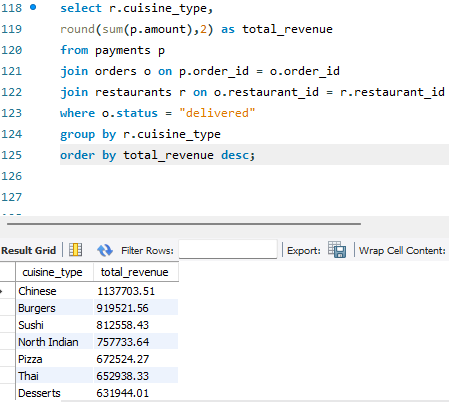 118 select r.cuisine_type,
119 round(sum(p.amount),2) as total_revenue
120 from payments p
121 join orders o on p.order_id = o.order_id
122 join restaurants r on o.restaurant_id = r.restaurant_id
123 where o.status = "delivered"
124 group by r.cuisine_type
125 order by total_revenue desc;
126
127
Result Grid Filter Rows: Export: Wrap Cell Content:
cuisine_type total_revenue
Chinese 1137703.51
Burgers 919521.56
Sushi 812558.43
North Indian 757733.64
Pizza 672524.27
Thai 652938.33
Desserts 631944.01